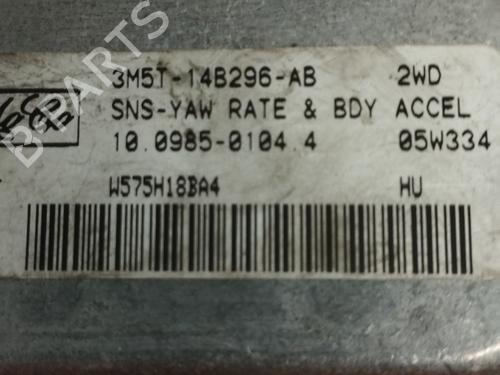 3M5T-14B296-AB 2WD
SNS-YAW RATE & BDY ACCEL
10.0985-0104.4 05W334
W575H18BA4 HU
B-PARTS